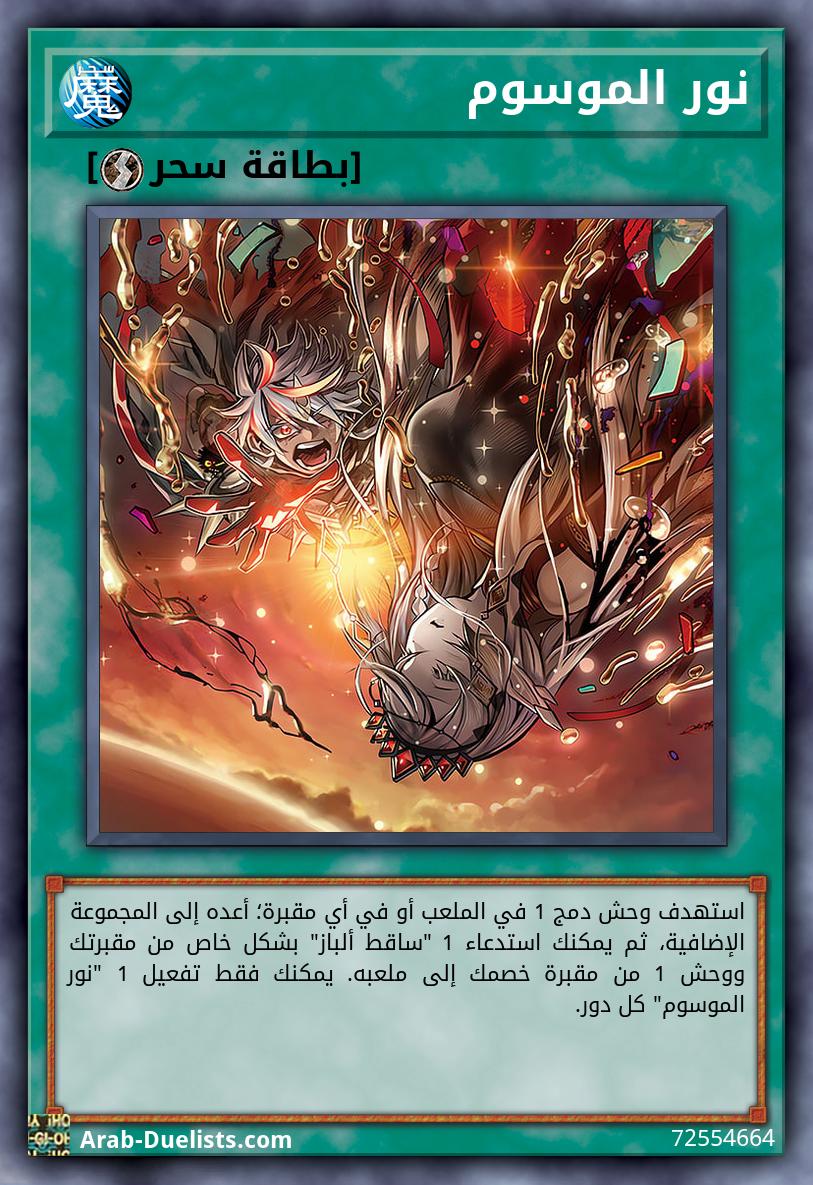 نور الموسوم
魔
[بطاقة سحر]
استهدف وحش دمج 1 في الملعب أو في أي مقبرة؛ أعده إلى المجموعة
الإضافية، ثم يمكنك استدعاء 1 "ساقط ألباز" بشكل خاص من مقبرتك
ووحش 1 من مقبرة خصمك إلى ملعبه. يمكنك فقط تفعيل 1 "نور
الموسوم" كل دور.
Arab-Duelists.com
72554664